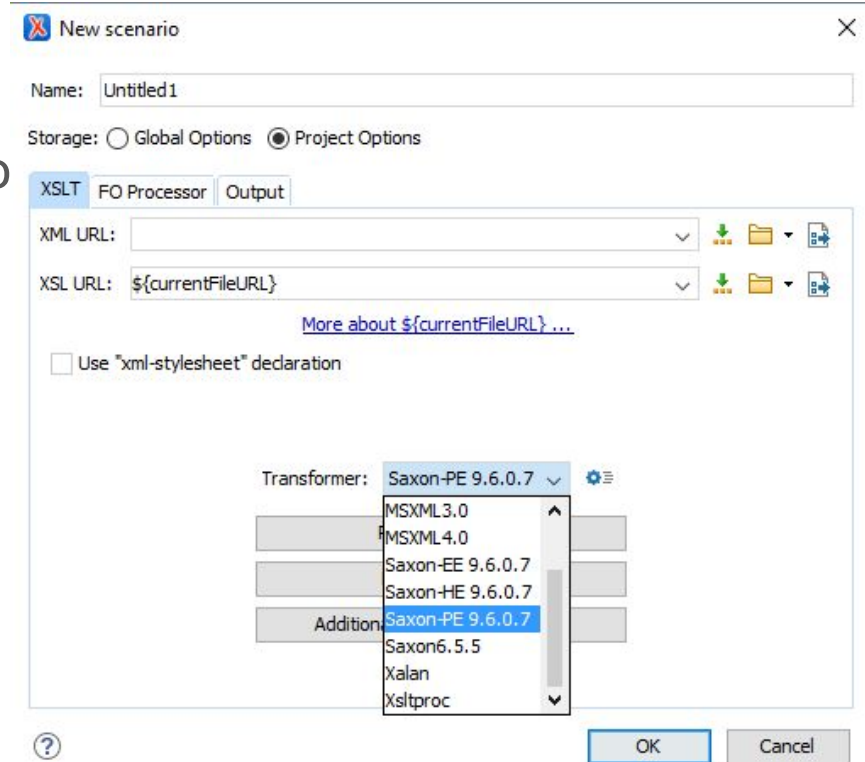 New scenario
Name: Untitled1
Storage: Global Options Project Options
XSLT FO Processor Output
XML URL:
XSL URL: ${currentFileURL}
More about ${currentFileURL} ...
Use "xml-stylesheet" declaration
Transformer: Saxon-PE 9.6.0.7
MSXML3.0
MSXML4.0
Saxon-EE 9.6.0.7
Saxon-HE 9.6.0.7
Saxon-PE 9.6.0.7
Saxon6.5.5
Xalan
Xsltproc
OK Cancel